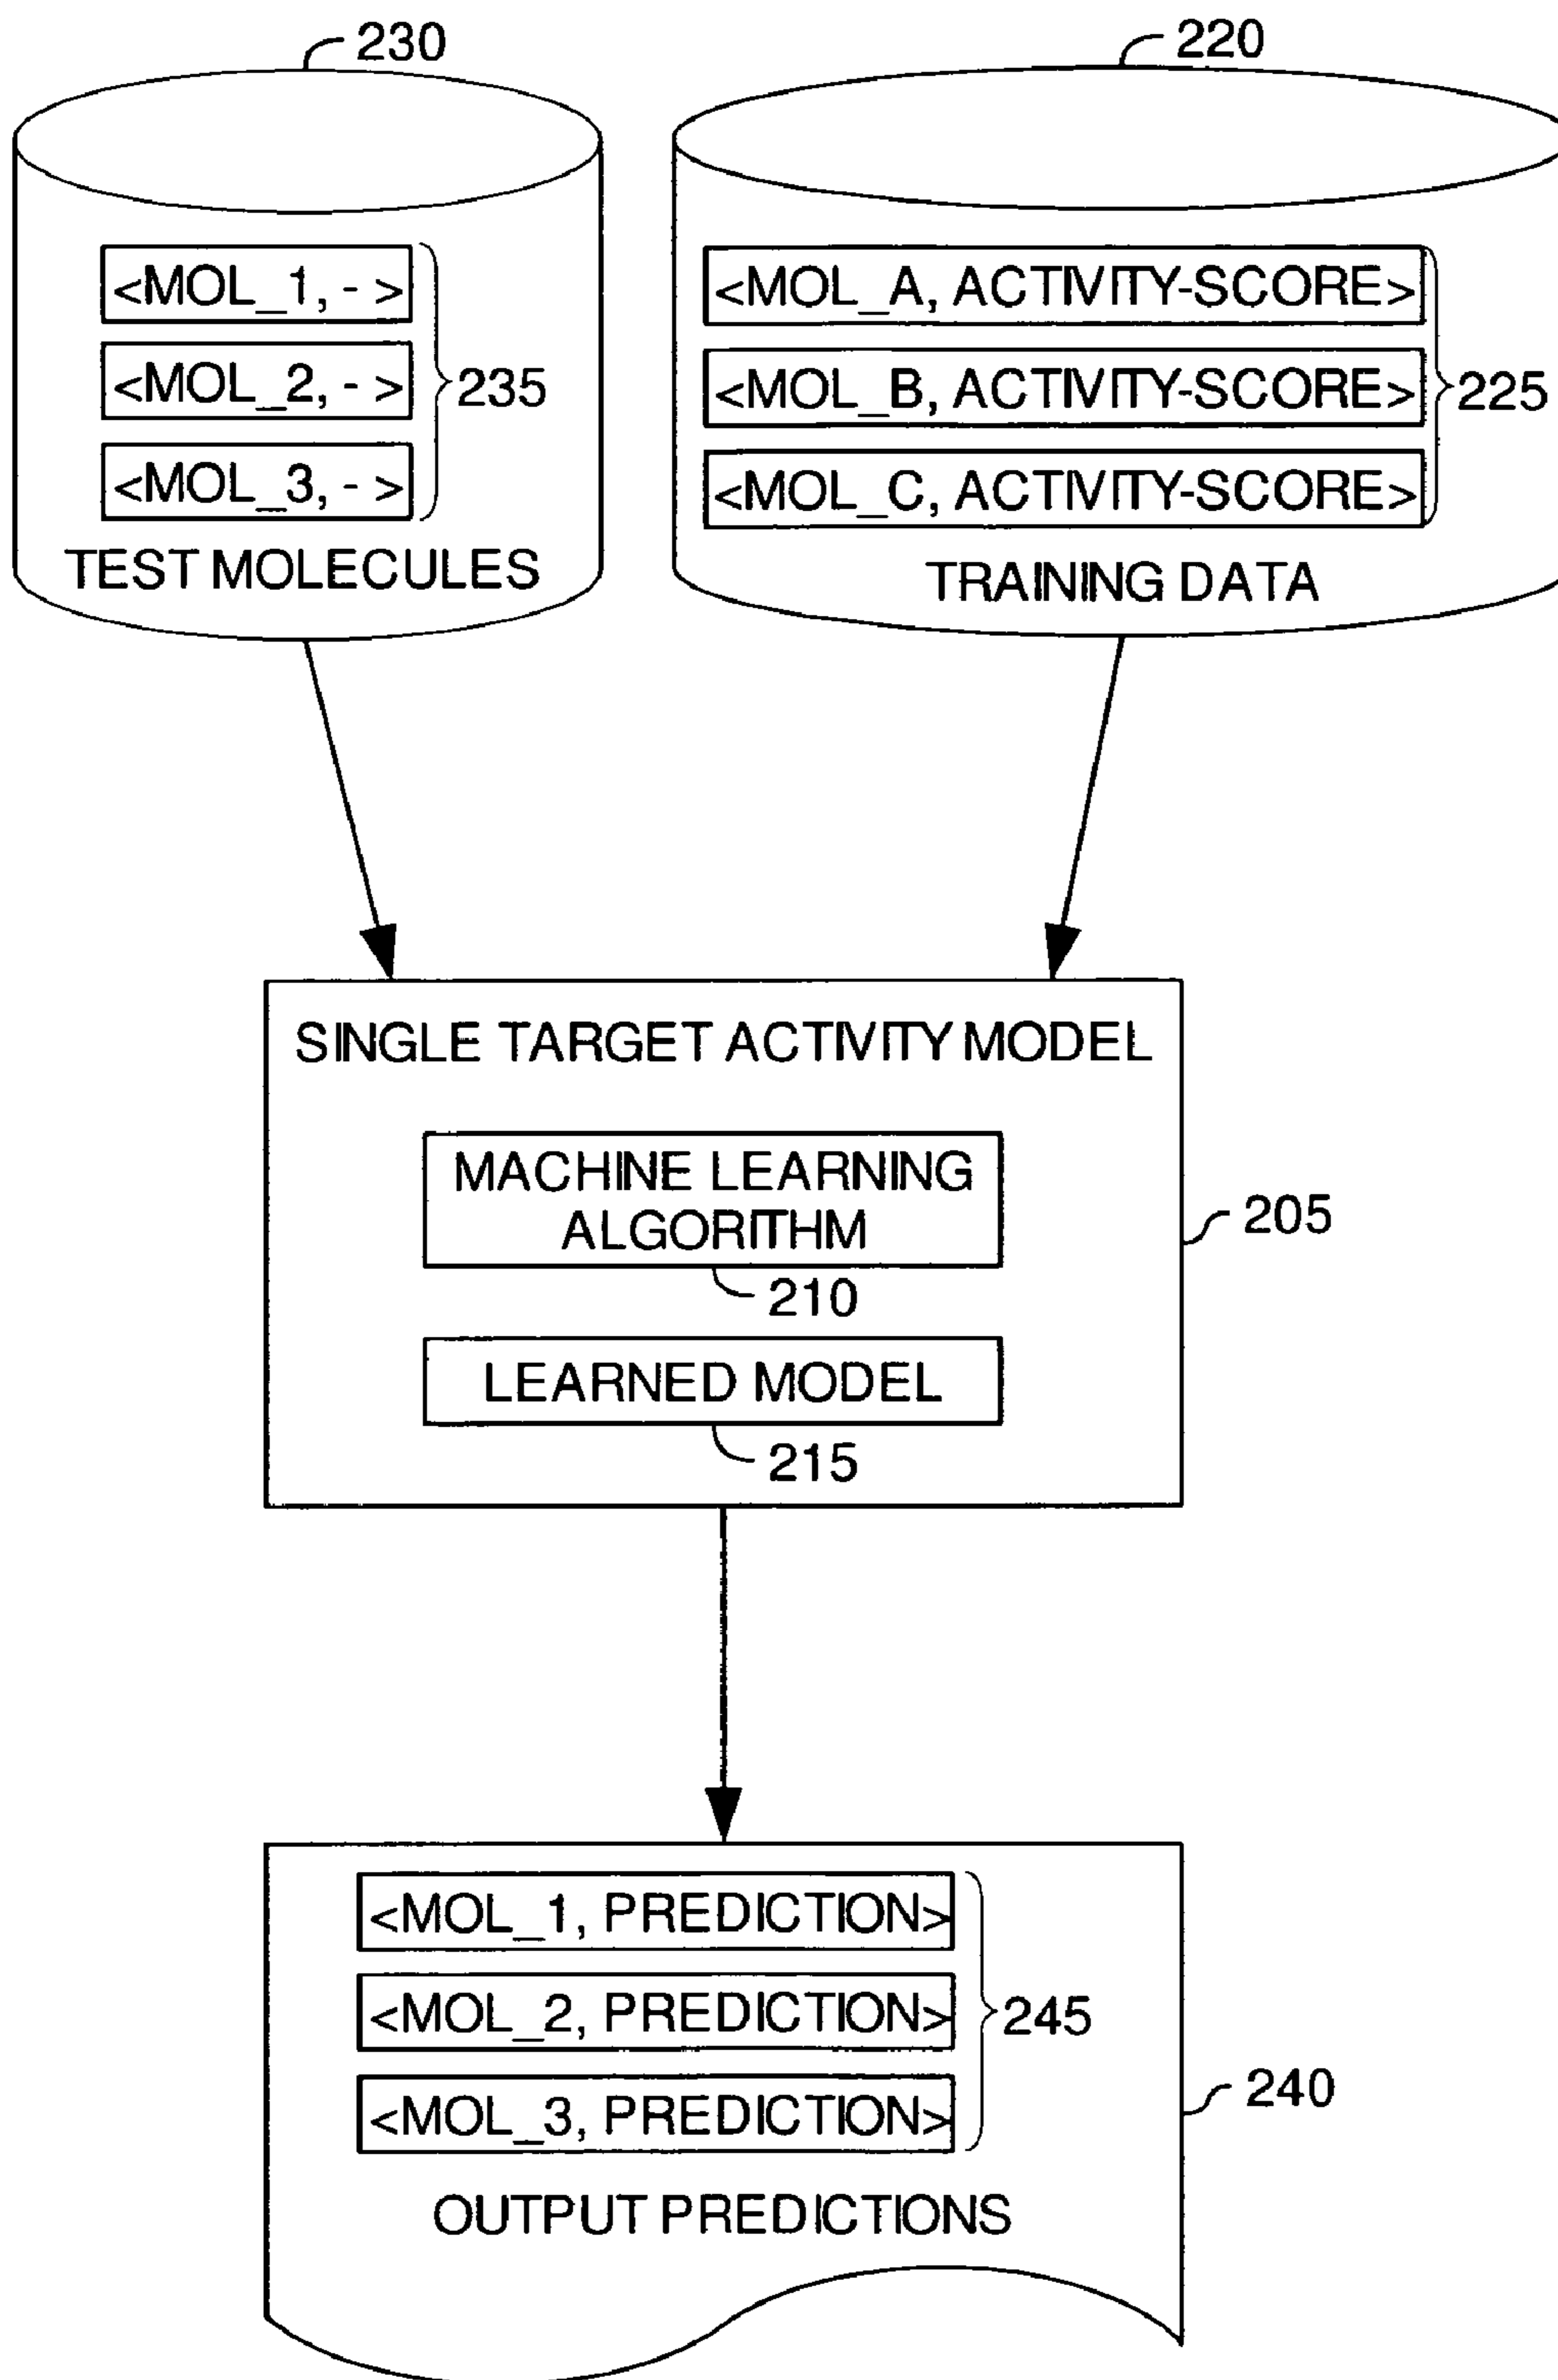 230
<MOL_1, - >
<MOL_2, - >
<MOL_3, - >
235
TEST MOLECULES
220
<MOL_A, ACTIVITY-SCORE>
<MOL_B, ACTIVITY-SCORE>
<MOL_C, ACTIVITY-SCORE>
225
TRAINING DATA
SINGLE TARGET ACTIVITY MODEL
MACHINE LEARNING
ALGORITHM
210
LEARNED MODEL
215
205
<MOL_1, PREDICTION>
<MOL_2, PREDICTION>
<MOL_3, PREDICTION>
245
OUTPUT PREDICTIONS
240